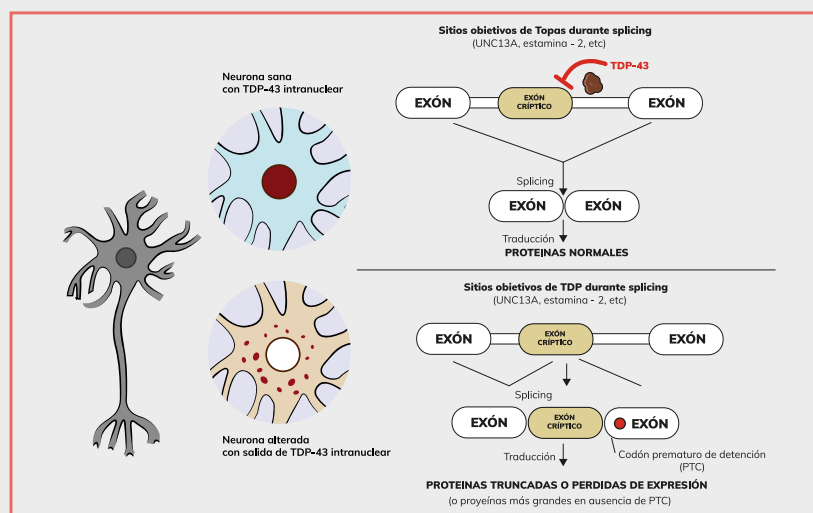 Sitios obietivos de Topas durante splicing
(UNC13A, estamina - 2, etc)
TDP-43
Neurona sana
con TDP-43 intranuclear
EXÓN
EXÓN
CRÍPTICO
EXÓN
Splicing
EXÓN
EXÓN
Traducción
PROTEINAS NORMALES
Sitios obietivos de TDP durante splicing
(UNC13A, estamina - 2, etc)
EXÓN
EXÓN
CRÍPTICO
EXÓN
Splicing
EXÓN
EXÓN
CRÍPTICO
EXÓN
Neurona alterada
con salida de TDP-43 intranuclear
Traducción
Codón prematuro de detención
(PTC)
PROTEINAS TRUNCADAS O PERDIDAS DE EXPRESIÓN
(o proyeínas más grandes en ausencia de PTC)